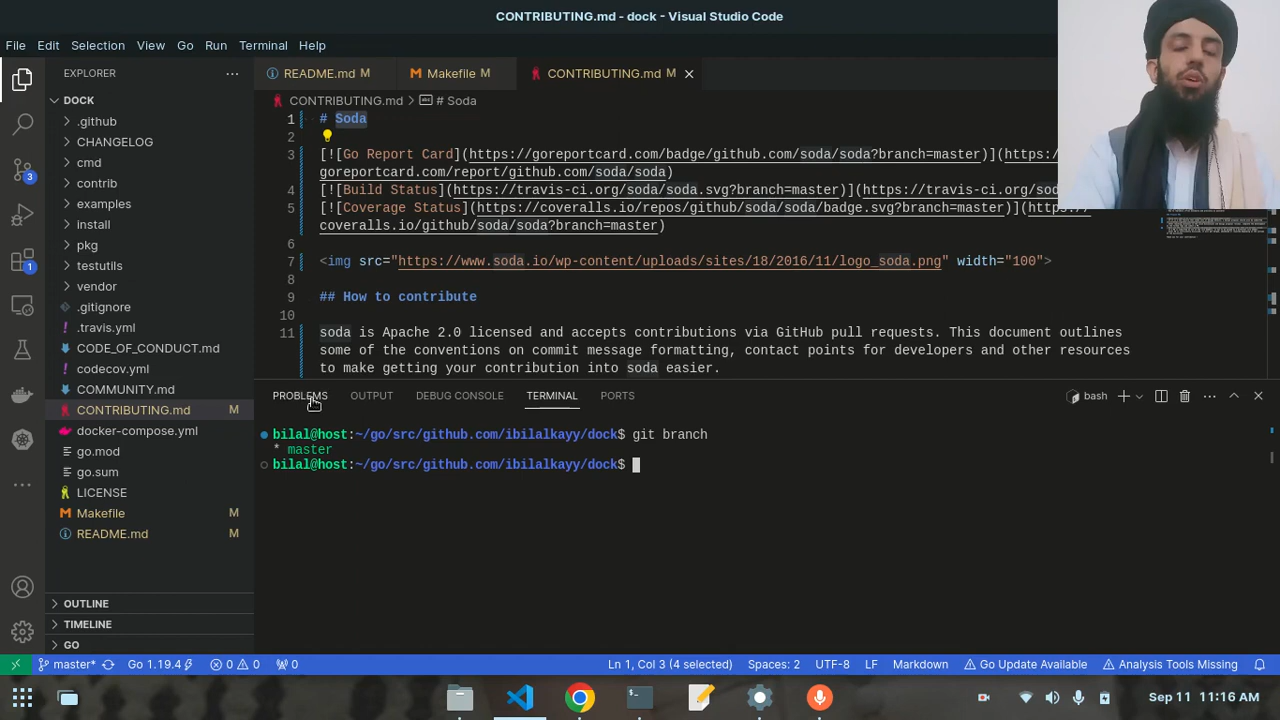 CONTRIBUTING.md - dock - Visual Studio Code
File Edit Selection View Go Run Terminal Help
EXPLORER
README.md M Makefile M CONTRIBUTING.md M
DOCK
.github
CHANGELOG
cmd
contrib
examples
install
pkg
testutils
vendor
.gitignore
.travis.yml
CODE_OF_CONDUCT.md
codecov.yml
COMMUNITY.md
CONTRIBUTING.md M
docker-compose.yml
go.mod
go.sum
LICENSE
Makefile M
README.md M
OUTLINE
TIMELINE
GO
3
1
CONTRIBUTING.md > # Soda
1 # Soda
2
3 [![Go Report Card](https://goreportcard.com/badge/github.com/soda/soda?branch=master)](https://
goreportcard.com/report/github.com/soda/soda)
4 [![Build Status](https://travis-ci.org/soda/soda.svg?branch=master)](https://travis-ci.org/sod
5 [![Coverage Status](https://coveralls.io/repos/github/soda/soda/badge.svg?branch=master)](https://
coveralls.io/github/soda/soda?branch=master)
6
7 <img src="https://www.soda.io/wp-content/uploads/sites/18/2016/11/logo_soda.png" width="100">
8
9 ## How to contribute
10
11 soda is Apache 2.0 licensed and accepts contributions via GitHub pull requests. This document outlines
some of the conventions on commit message formatting, contact points for developers and other resources
to make getting your contribution into soda easier.
PROBLEMS OUTPUT DEBUG CONSOLE TERMINAL PORTS bash
bilal@host:~/go/src/github.com/ibilalkayy/dock$ git branch
* master
bilal@host:~/go/src/github.com/ibilalkayy/dock$
master* Go 1.19.4 0 0 0 Ln 1, Col 3 (4 selected) Spaces: 2 UTF-8 LF Markdown Go Update Available Analysis Tools Missing
Sep 11 11:16 AM